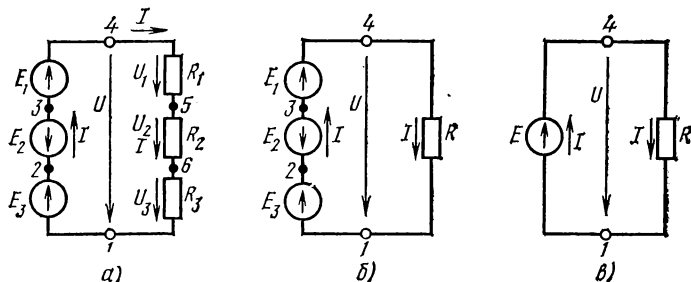 4 I 4 4
E₁ U₁ R₁ E₁
3 U 5 3 U U
E₂ I U₂ I R₂ E₂ I I R E I I R
2 6 2
E₃ U₃ R₃ E₃
1 1 1
а) б) в)